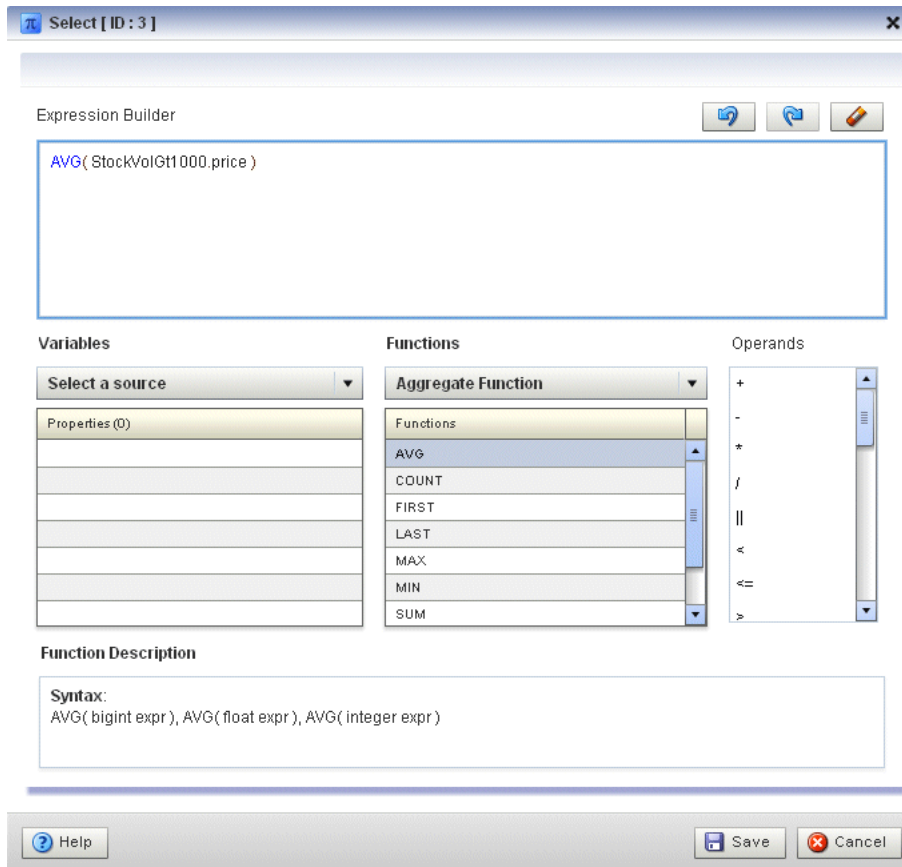 π Select [ ID : 3 ]
Expression Builder
AVG( StockVolGt1000.price )
Variables
Functions
Operands
Select a source
Aggregate Function
Properties (0)
Functions
AVG
COUNT
FIRST
LAST
MAX
MIN
SUM
+
-
*
/
||
<
<=
>
Function Description
Syntax:
AVG( bigint expr ), AVG( float expr ), AVG( integer expr )
? Help
Save
Cancel